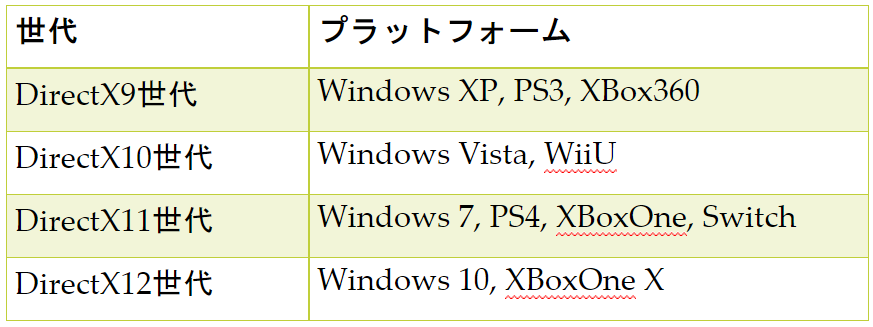 世代 プラットフォーム
DirectX9世代 Windows XP, PS3, XBox360
DirectX10世代 Windows Vista, WiiU
DirectX11世代 Windows 7, PS4, XBoxOne, Switch
DirectX12世代 Windows 10, XBoxOne X